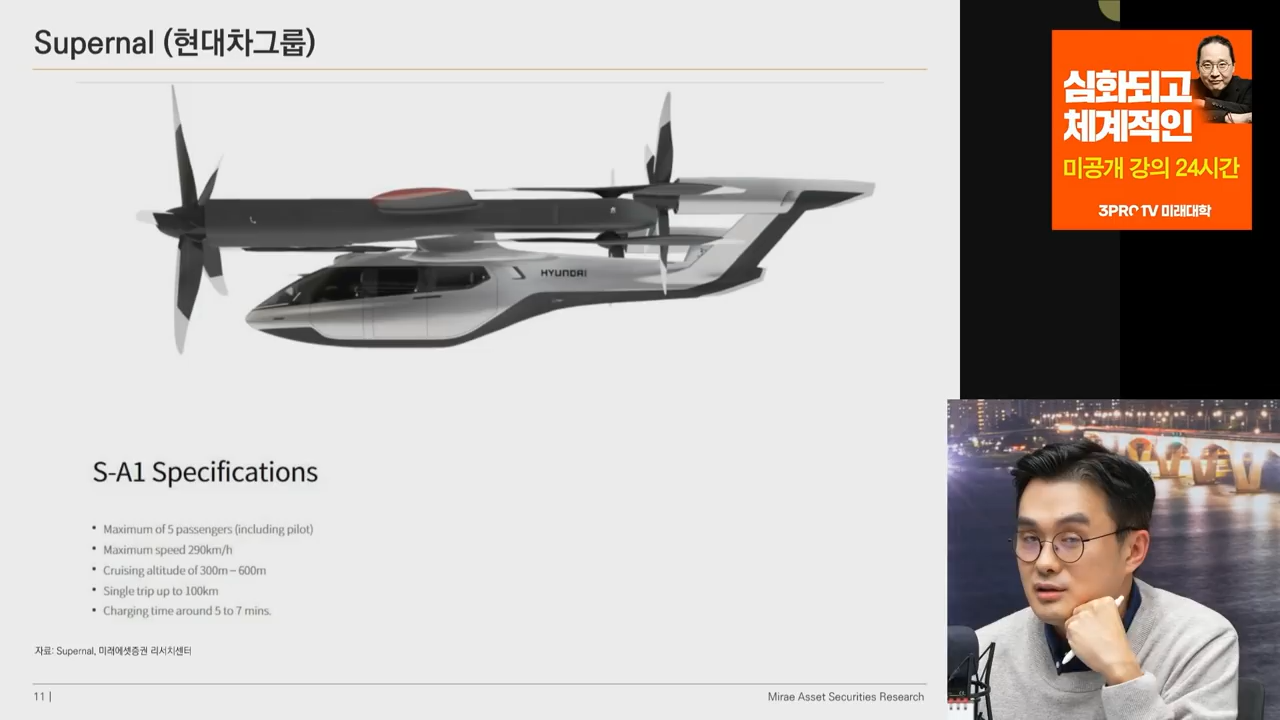 Supernal (현대차그룹)
HYUNDAI
S-A1 Specifications
• Maximum of 5 passengers (including pilot)
• Maximum speed 290km/h
• Cruising altitude of 300m – 600m
• Single trip up to 100km
• Charging time around 5 to 7 mins.
자료: Supernal, 미래에셋증권 리서치센터
11 |
Mirae Asset Securities Research
심화되고
체계적인
미공개 강의 24시간
3PRO TV 미래대학